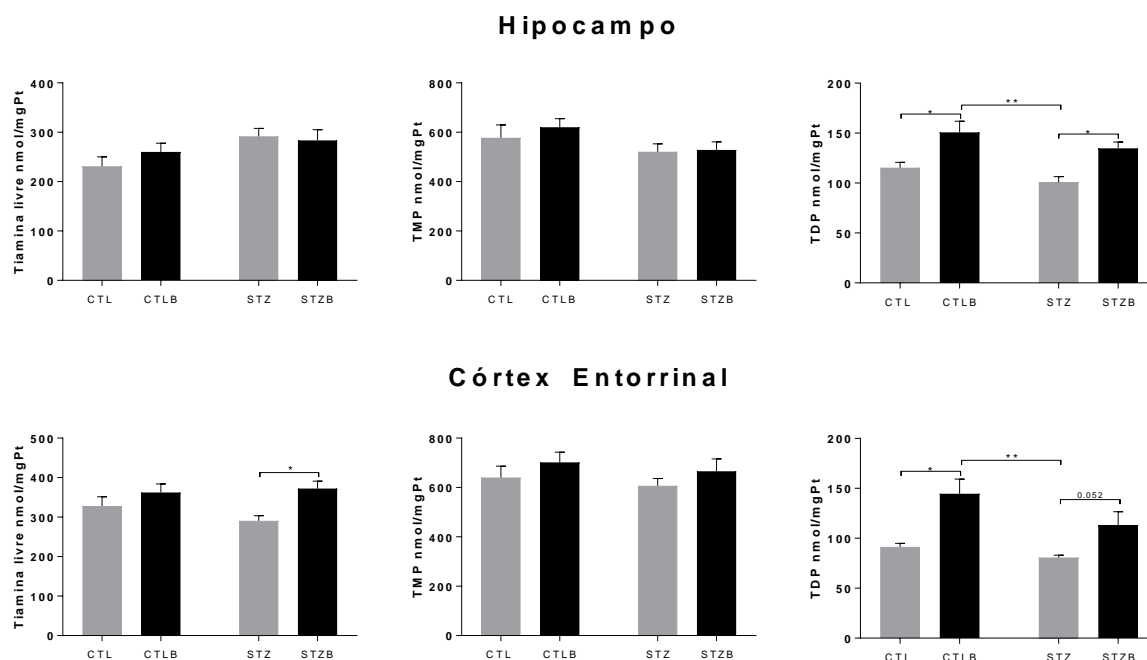 Hipocampo
Tiamina livre nmol/mgPt
400
300
200
100
0
CTL CTLB STZ STZB
TMP nmol/mgPt
800
600
400
200
0
CTL CTLB STZ STZB
TDP nmol/mgPt
200
150
100
50
0
* ** *
CTL CTLB STZ STZB
Córtex Entorrinal
Tiamina livre nmol/mgPt
500
400
300
200
100
0
*
CTL CTLB STZ STZB
TMP nmol/mgPt
800
600
400
200
0
CTL CTLB STZ STZB
TDP nmol/mgPt
200
150
100
50
0
* ** 0.052
CTL CTLB STZ STZB